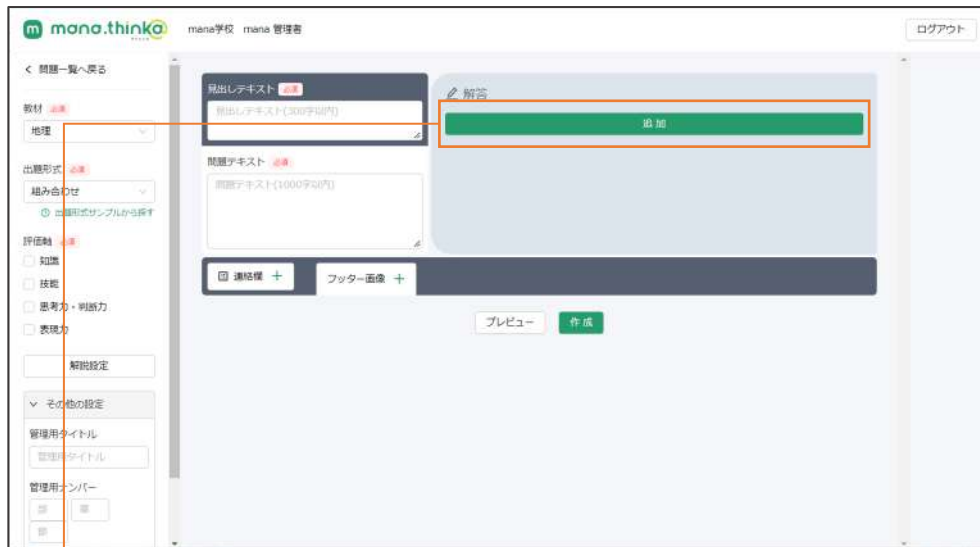 mana.thinka
mana学校 mana 管理者
ログアウト
< 問題一覧へ戻る
教材 必須
地理
出題形式 必須
組み合わせ
出題形式サンプルから探す
評価軸 必須
知識
技能
思考力・判断力
表現力
解説設定
その他の設定
管理用タイトル
管理用タイトル
管理用ナンバー
部 章
節
見出しテキスト 必須
見出しテキスト(300字以内)
問題テキスト 必須
問題テキスト(1000字以内)
解答
追加
連絡欄 +
フッター画像 +
プレビュー
作成